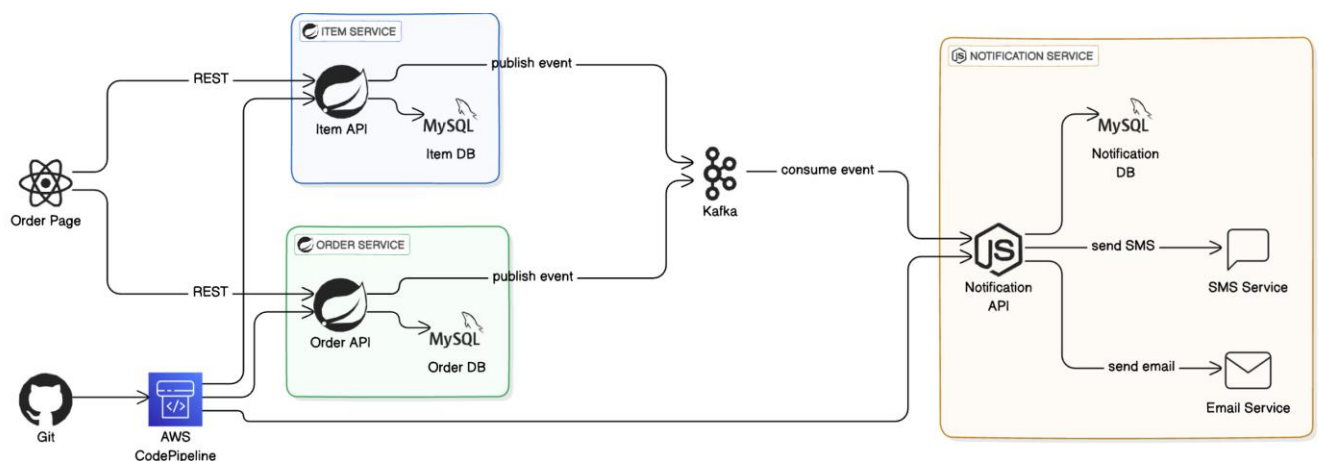 ITEM SERVICE
REST
publish event
Item API
MySQL
Item DB
NOTIFICATION SERVICE
MySQL
Notification
DB
Order Page
Kafka
consume event
JS
Notification
API
send SMS
SMS Service
ORDER SERVICE
REST
publish event
Order API
MySQL
Order DB
send email
Email Service
Git
</>
AWS
CodePipeline